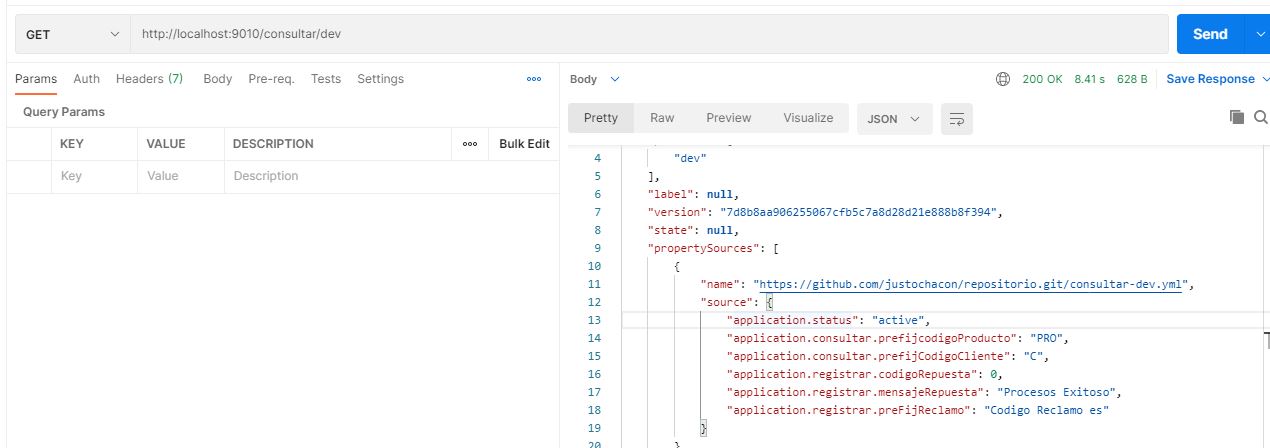 GET http://localhost:9010/consultar/dev Send
Params Auth Headers (7) Body Pre-req. Tests Settings
Query Params
KEY VALUE DESCRIPTION Bulk Edit
Key Value Description
Body 200 OK 8.41 s 628 B Save Response
Pretty Raw Preview Visualize JSON
4 "dev"
5 ],
6 "label": null,
7 "version": "7d8b8aa906255067cfb5c7a8d28d21e888b8f394",
8 "state": null,
9 "propertySources": [
10 {
11 "name": "https://github.com/justochacon/repositorio.git/consultar-dev.yml",
12 "source": {
13 "application.status": "active",
14 "application.consultar.prefijcodigoProducto": "PRO",
15 "application.consultar.prefijCodigoCliente": "C",
16 "application.registrar.codigoRepuesta": 0,
17 "application.registrar.mensajeRepuesta": "Procesos Exitoso",
18 "application.registrar.preFijReclamo": "Codigo Reclamo es"
19 }
20 }